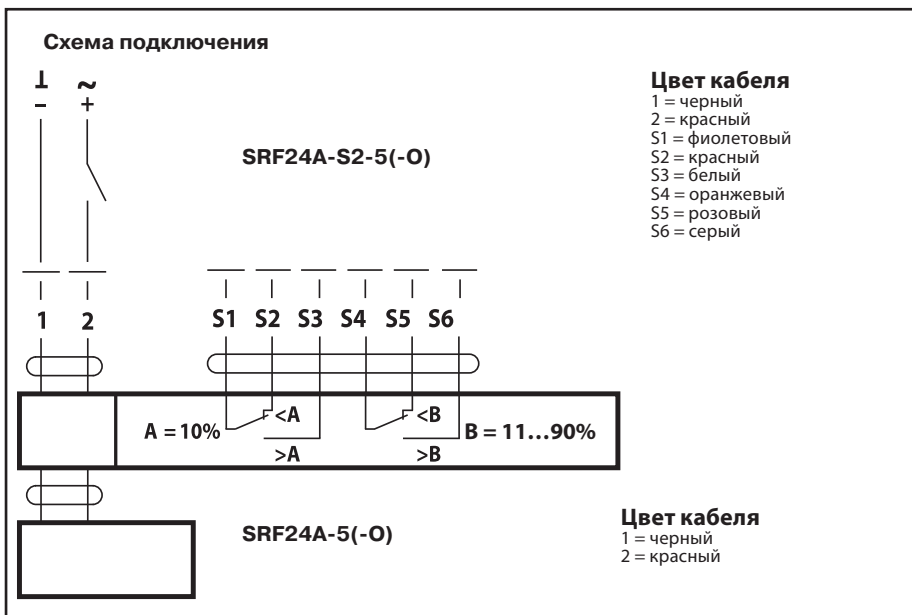 Схема подключения
⊥ ~
– +
SRF24A-S2-5(-O)
Цвет кабеля
1 = черный
2 = красный
S1 = фиолетовый
S2 = красный
S3 = белый
S4 = оранжевый
S5 = розовый
S6 = серый
1 2 S1 S2 S3 S4 S5 S6
A = 10% <A <B B = 11...90%
>A >B
SRF24A-5(-O)
Цвет кабеля
1 = черный
2 = красный